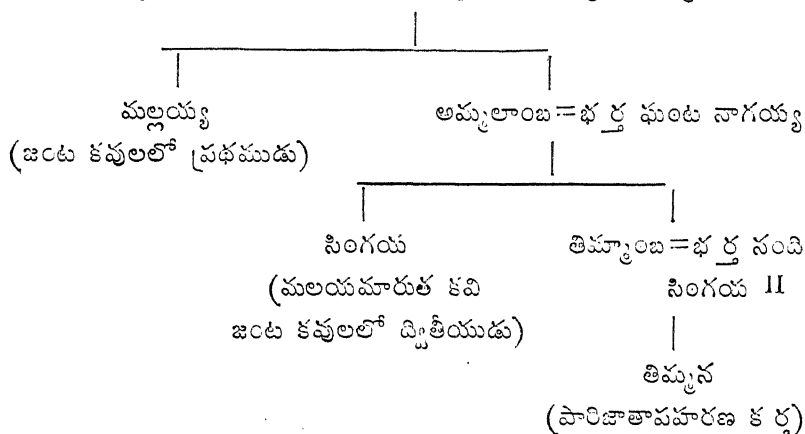 మల్లయ్య అమ్మలాంబ=భర్త ఘంట నాగయ్య
(జంట కవులలో ప్రథముడు)
సింగయ తిమ్మాంబ=భర్త నంది
(మలయమారుత కవి సింగయ II
జంట కవులలో ద్వితీయుడు)
తిమ్మన
(పారిజాతాపహరణ కర్త)